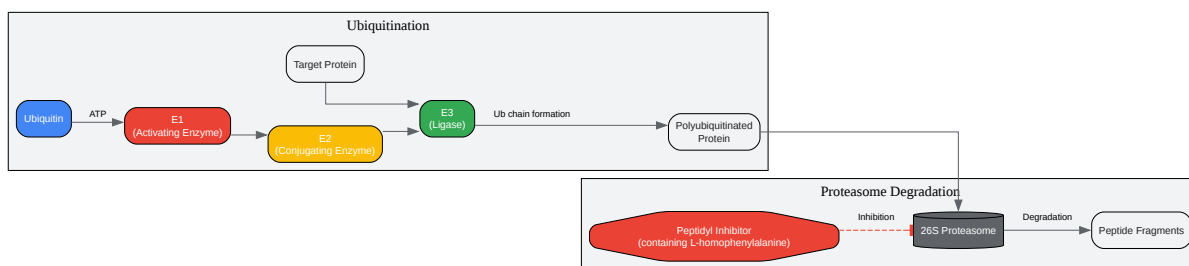 Ubiquitination
Target Protein
Ubiquitin
ATP
E1
(Activating Enzyme)
E2
(Conjugating Enzyme)
E3
(Ligase)
Ub chain formation
Polyubiquitinated
Protein
Proteasome Degradation
Peptidyl Inhibitor
(containing L-homophenylalanine)
Inhibition
26S Proteasome
Degradation
Peptide Fragments